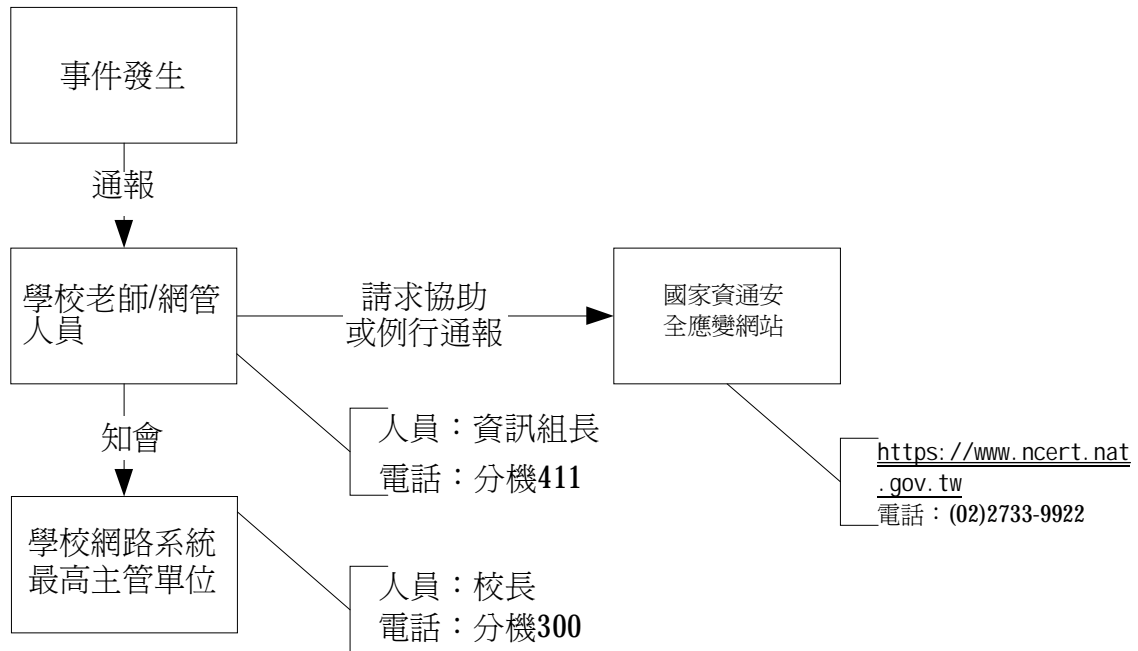 事件發生
通報
學校老師/網管
人員
請求協助
或例行通報
國家資通安
全應變網站
人員：資訊組長
電話：分機411
https://www.ncert.nat
.gov.tw
電話：(02)2733-9922
知會
學校網路系統
最高主管單位
人員：校長
電話：分機300